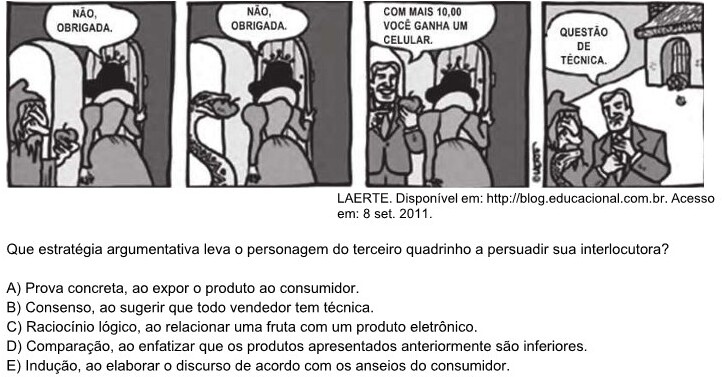 NÃO,
OBRIGADA.
NÃO,
OBRIGADA.
COM MAIS 10,00
VOCÊ GANHA UM
CELULAR.
QUESTÃO
DE
TÉCNICA.
©LAERTE
LAERTE. Disponível em: http://blog.educacional.com.br. Acesso
em: 8 set. 2011.
Que estratégia argumentativa leva o personagem do terceiro quadrinho a persuadir sua interlocutora?
A) Prova concreta, ao expor o produto ao consumidor.
B) Consenso, ao sugerir que todo vendedor tem técnica.
C) Raciocínio lógico, ao relacionar uma fruta com um produto eletrônico.
D) Comparação, ao enfatizar que os produtos apresentados anteriormente são inferiores.
E) Indução, ao elaborar o discurso de acordo com os anseios do consumidor.